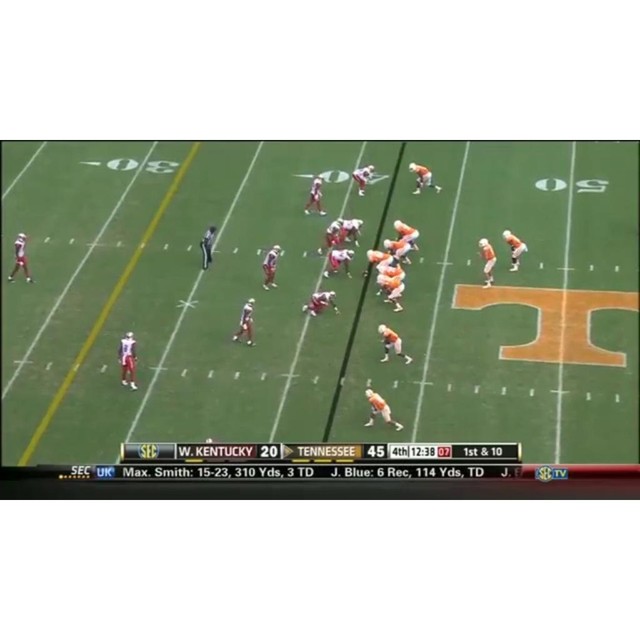 30
40
50
T
SEC W. KENTUCKY 20 TENNESSEE 45 4th 12:38 07 1st & 10
SEC UK Max. Smith: 15-23, 310 Yds, 3 TD J. Blue: 6 Rec, 114 Yds, TD J. SEC TV